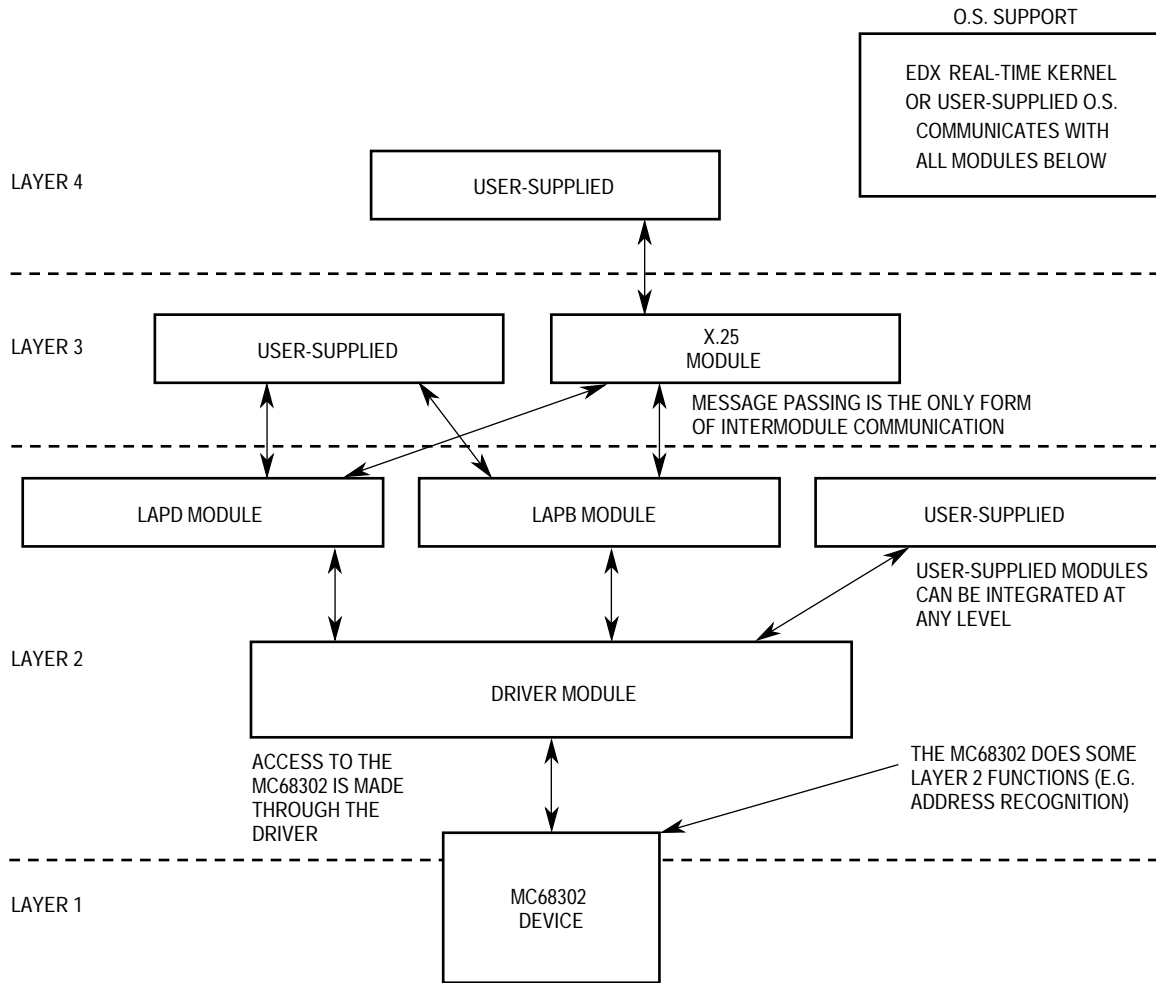 O.S. SUPPORT
EDX REAL-TIME KERNEL
OR USER-SUPPLIED O.S.
COMMUNICATES WITH
ALL MODULES BELOW
LAYER 4
USER-SUPPLIED
LAYER 3
USER-SUPPLIED
X.25
MODULE
MESSAGE PASSING IS THE ONLY FORM
OF INTERMODULE COMMUNICATION
LAPD MODULE
LAPB MODULE
USER-SUPPLIED
USER-SUPPLIED MODULES
CAN BE INTEGRATED AT
ANY LEVEL
LAYER 2
DRIVER MODULE
ACCESS TO THE
MC68302 IS MADE
THROUGH THE
DRIVER
THE MC68302 DOES SOME
LAYER 2 FUNCTIONS (E.G.
ADDRESS RECOGNITION)
LAYER 1
MC68302
DEVICE